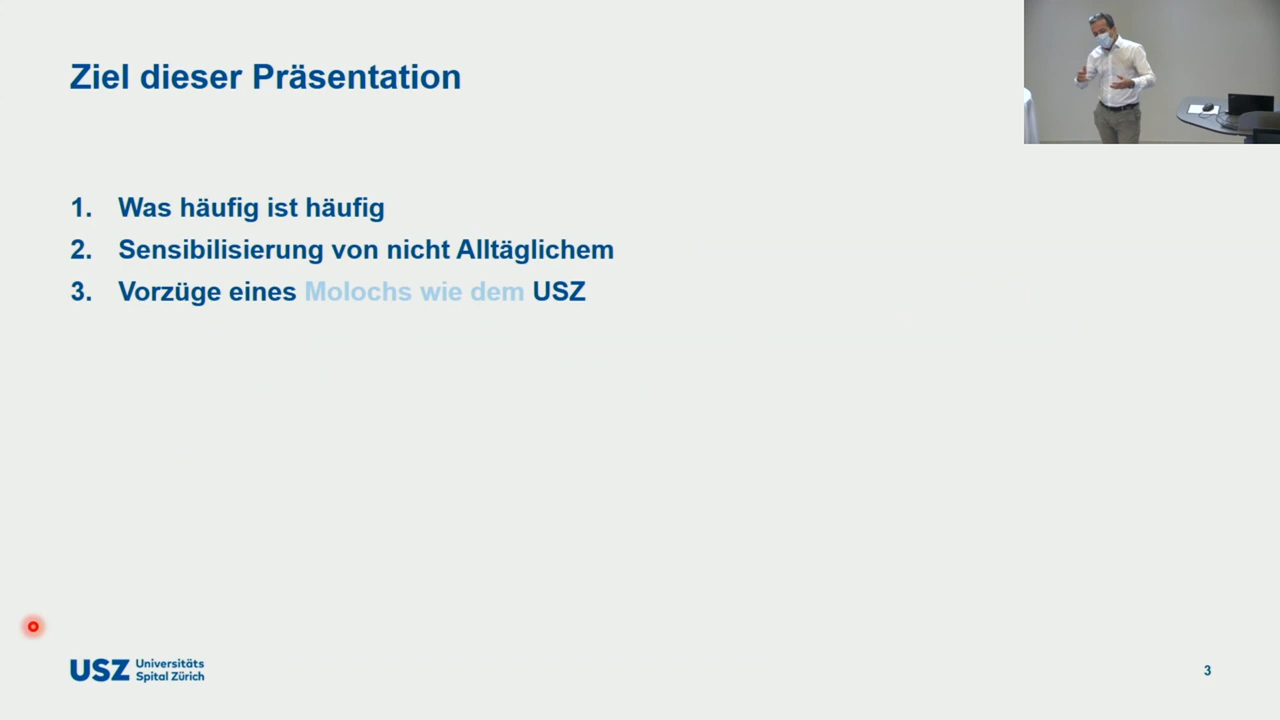 Ziel dieser Präsentation
1. Was häufig ist häufig
2. Sensibilisierung von nicht Alltäglichem
3. Vorzüge eines Molochs wie dem USZ
USZ Universitäts
Spital Zürich
3